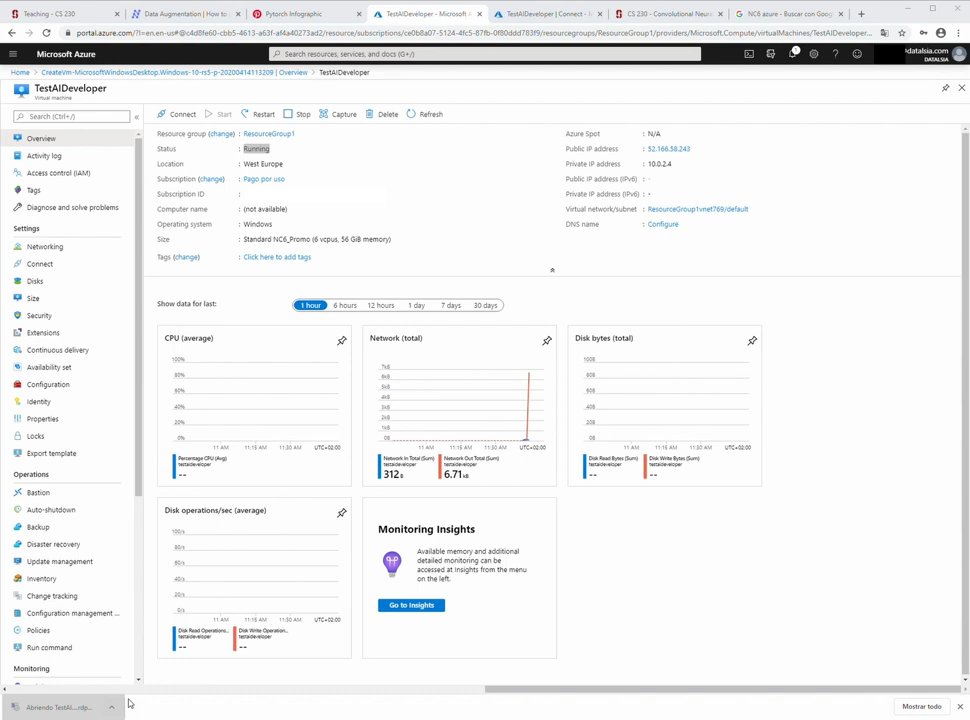 Teaching - CS 230
Data Augmentation | How to
Pytorch Infographic
TestAIDeveloper - Microsoft A
TestAIDeveloper | Connect - M
CS 230 - Convolutional Neur
NC6 azure - Buscar con Goog
portal.azure.com/?l=en.en-us@c4d8fe60-cbb5-4613-a63f-af4a40273ad2/resource/subscriptions/ce0b8a07-5124-4fc5-87fb-0f80ddd783f9/resourcegroups/ResourceGroup1/providers/Microsoft.Compute/virtualMachines/TestAIDeveloper...
Microsoft Azure
Search resources, services, and docs (G+/)
1
datalsia.com
DATALSIA
Home > CreateVm-MicrosoftWindowsDesktop.Windows-10-rs5-p-20200414113209 | Overview > TestAIDeveloper
TestAIDeveloper
Virtual machine
Search (Ctrl+/)
Connect Start Restart Stop Capture Delete Refresh
Overview
Activity log
Access control (IAM)
Tags
Diagnose and solve problems
Settings
Networking
Connect
Disks
Size
Security
Extensions
Continuous delivery
Availability set
Configuration
Identity
Properties
Locks
Export template
Operations
Bastion
Auto-shutdown
Backup
Disaster recovery
Update management
Inventory
Change tracking
Configuration management ...
Policies
Run command
Monitoring
Resource group (change) : ResourceGroup1
Status : Running
Location : West Europe
Subscription (change) : Pago por uso
Subscription ID :
Computer name : (not available)
Operating system : Windows
Size : Standard NC6_Promo (6 vcpus, 56 GiB memory)
Tags (change) : Click here to add tags
Azure Spot : N/A
Public IP address : 52.166.58.243
Private IP address : 10.0.2.4
Public IP address (IPv6) : -
Private IP address (IPv6) : -
Virtual network/subnet : ResourceGroup1vnet769/default
DNS name : Configure
Show data for last:
1 hour 6 hours 12 hours 1 day 7 days 30 days
CPU (average)
100%
80%
60%
40%
20%
0%
11 AM 11:15 AM 11:30 AM UTC+02:00
Percentage CPU (Avg)
testaideveloper
--
Network (total)
7kB
6kB
5kB
4kB
3kB
2kB
1kB
0B
11 AM 11:15 AM 11:30 AM UTC+02:00
Network In Total (Sum)
testaideveloper
312 B
Network Out Total (Sum)
testaideveloper
6.71 kB
Disk bytes (total)
100B
80B
60B
40B
20B
0B
11 AM 11:15 AM 11:30 AM UTC+02:00
Disk Read Bytes (Sum)
testaideveloper
--
Disk Write Bytes (Sum)
testaideveloper
--
Disk operations/sec (average)
100/s
80/s
60/s
40/s
20/s
0/s
11 AM 11:15 AM 11:30 AM UTC+02:00
Disk Read Operations...
testaideveloper
--
Disk Write Operation...
testaideveloper
--
Monitoring Insights
Available memory and additional
detailed monitoring can be
accessed at Insights from the menu
on the left.
Go to Insights
Abriendo TestAI....rdp...
Mostrar todo